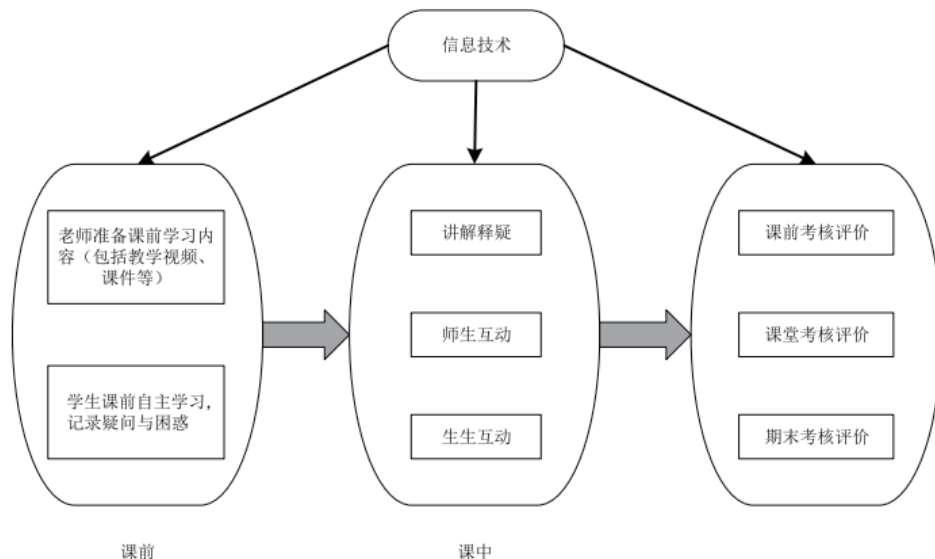 信息技术
老师准备课前学习内
容（包括教学视频、
课件等）
学生课前自主学习，
记录疑问与困惑
讲解释疑
师生互动
生生互动
课前考核评价
课堂考核评价
期末考核评价
课前
课中